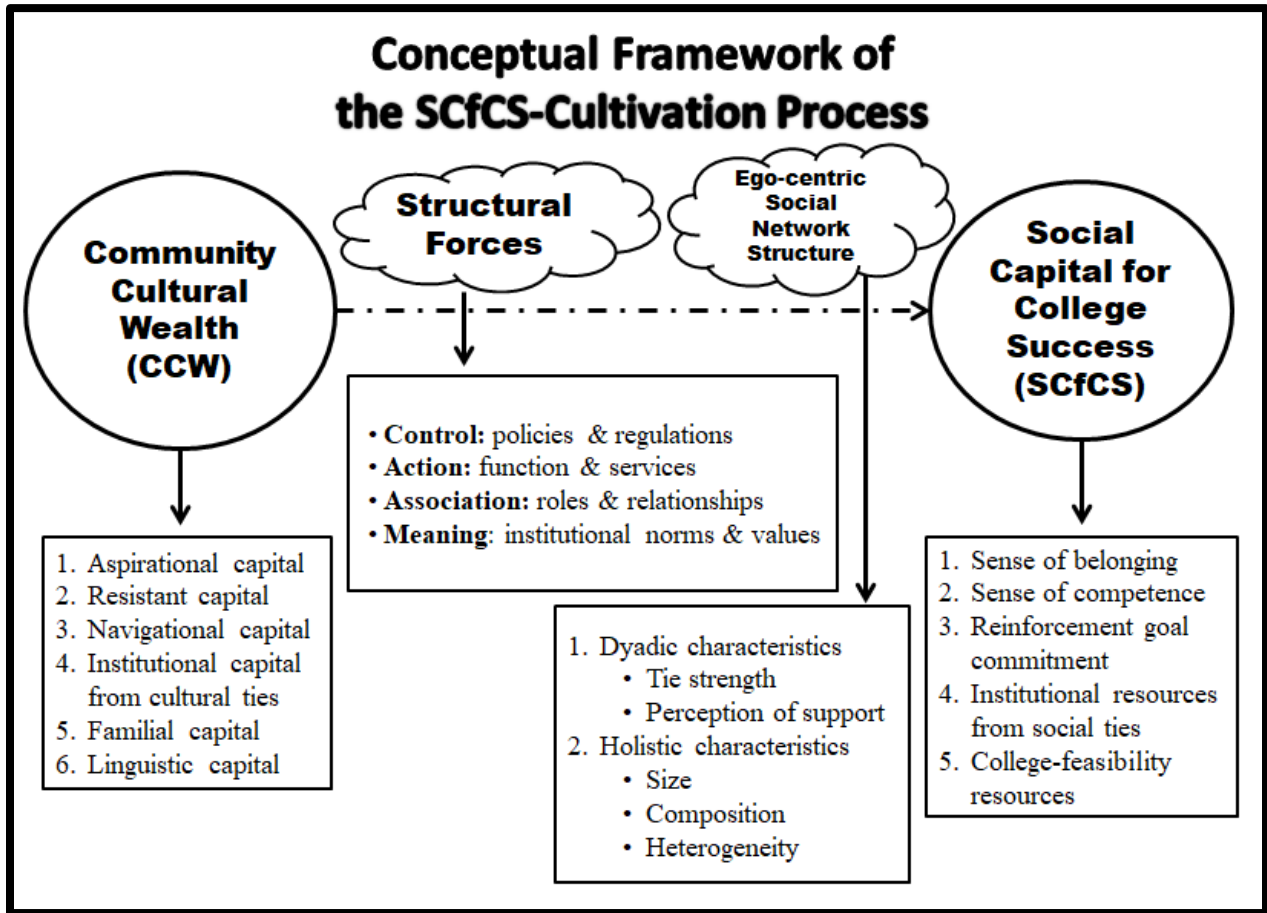 Conceptual Framework of
the SCfCS-Cultivation Process
Community
Cultural
Wealth
(CCW)
Structural
Forces
Ego-centric
Social
Network
Structure
Social
Capital for
College
Success
(SCfCS)
• Control: policies & regulations
• Action: function & services
• Association: roles & relationships
• Meaning: institutional norms & values
1. Aspirational capital
2. Resistant capital
3. Navigational capital
4. Institutional capital
from cultural ties
5. Familial capital
6. Linguistic capital
1. Dyadic characteristics
• Tie strength
• Perception of support
2. Holistic characteristics
• Size
• Composition
• Heterogeneity
1. Sense of belonging
2. Sense of competence
3. Reinforcement goal
commitment
4. Institutional resources
from social ties
5. College-feasibility
resources